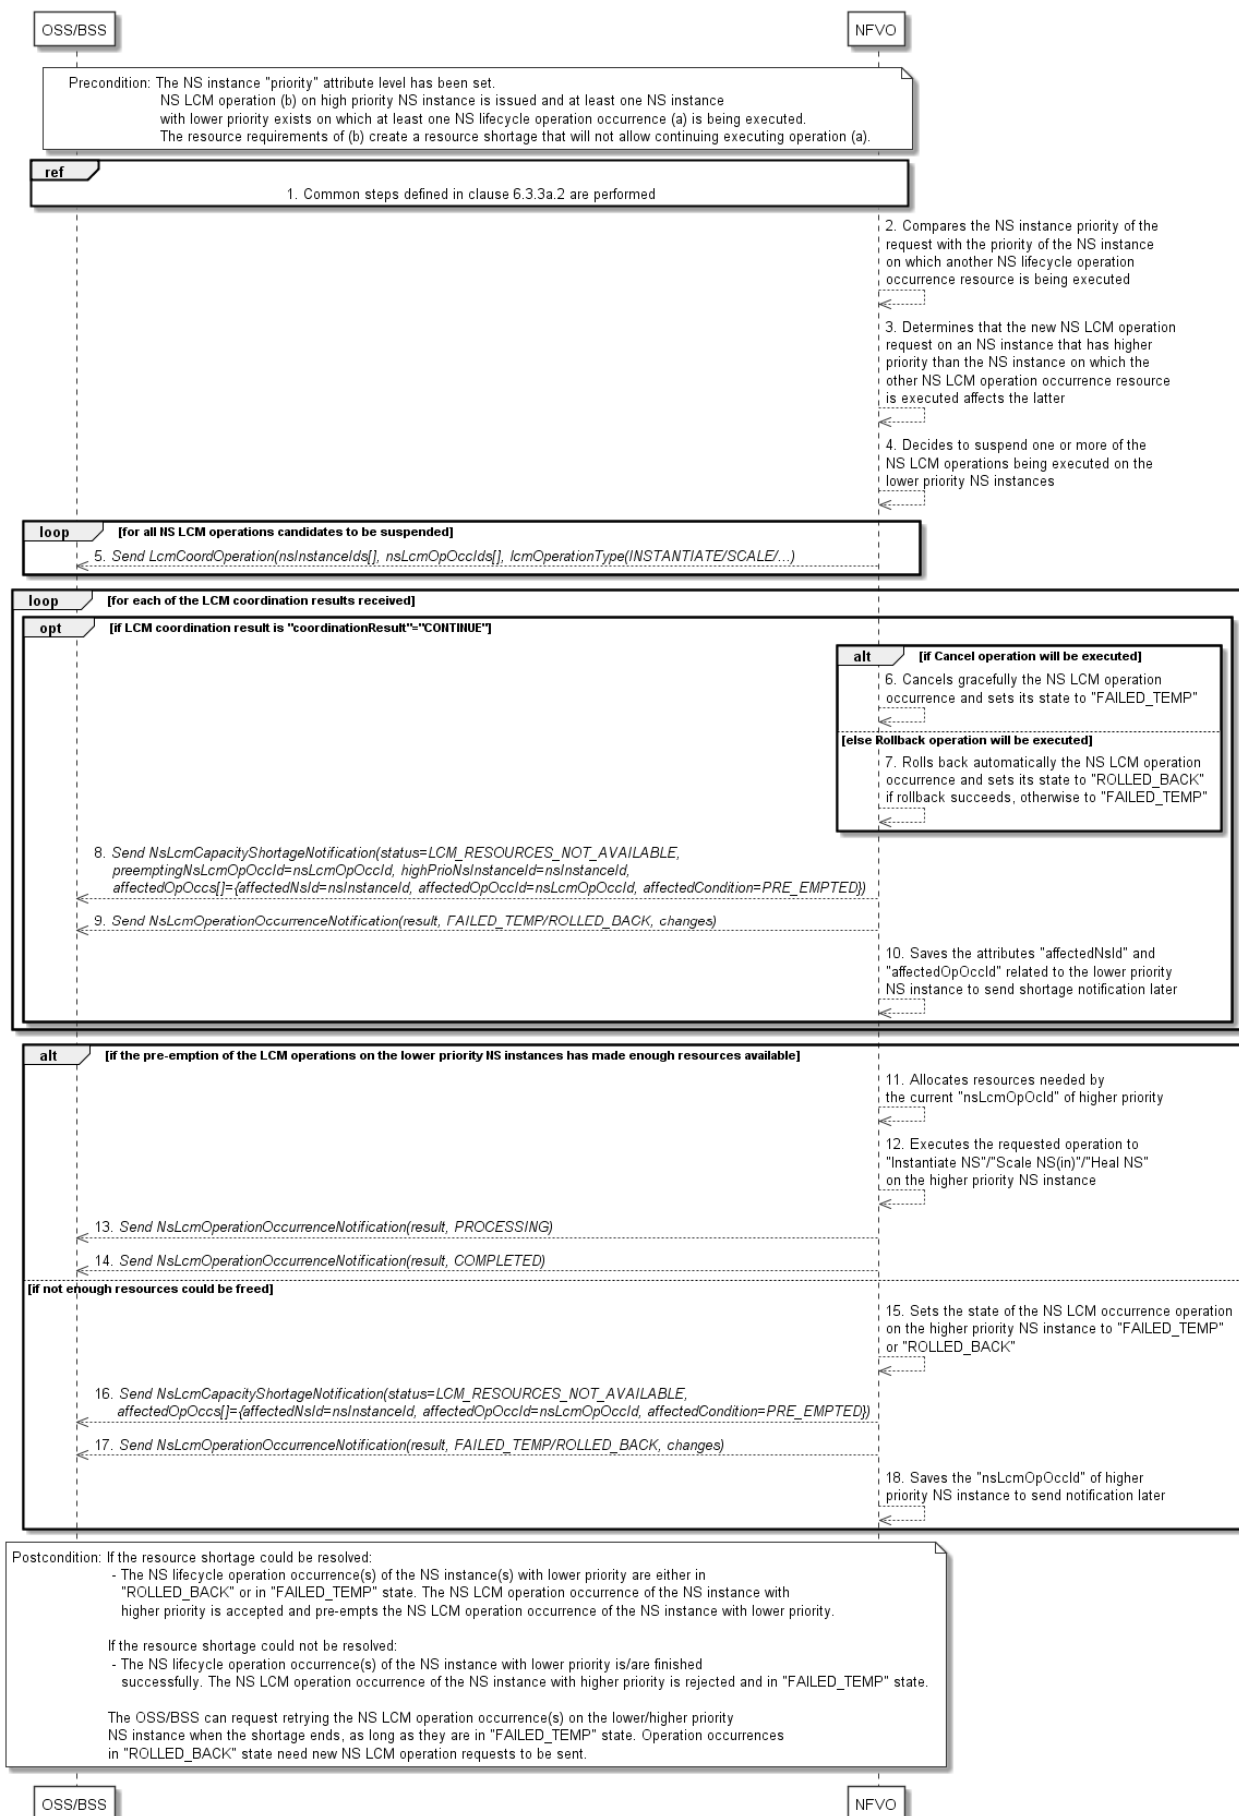 OSS/BSS
NFVO
Precondition: The NS instance "priority" attribute level has been set.
NS LCM operation (b) on high priority NS instance is issued and at least one NS instance
with lower priority exists on which at least one NS lifecycle operation occurrence (a) is being executed.
The resource requirements of (b) create a resource shortage that will not allow continuing executing operation (a).
ref
1. Common steps defined in clause 6.3.3a.2 are performed
2. Compares the NS instance priority of the
request with the priority of the NS instance
on which another NS lifecycle operation
occurrence resource is being executed
3. Determines that the new NS LCM operation
request on an NS instance that has higher
priority than the NS instance on which the
other NS LCM operation occurrence resource
is executed affects the latter
4. Decides to suspend one or more of the
NS LCM operations being executed on the
lower priority NS instances
loop [for all NS LCM operations candidates to be suspended]
5. Send LcmCoordOperation(nsInstanceIds[], nsLcmOpOccIds[], lcmOperationType(INSTANTIATE/SCALE/...)
loop [for each of the LCM coordination results received]
opt [if LCM coordination result is "coordinationResult"="CONTINUE"]
alt [if Cancel operation will be executed]
6. Cancels gracefully the NS LCM operation
occurrence and sets its state to "FAILED_TEMP"
[else Rollback operation will be executed]
7. Rolls back automatically the NS LCM operation
occurrence and sets its state to "ROLLED_BACK"
if rollback succeeds, otherwise to "FAILED_TEMP"
8. Send NsLcmCapacityShortageNotification(status=LCM_RESOURCES_NOT_AVAILABLE,
preemptingNsLcmOpOccId=nsLcmOpOccId, highPrioNsInstanceId=nsInstanceId,
affectedOpOccs[]={affectedNsId=nsInstanceId, affectedOpOccId=nsLcmOpOccId, affectedCondition=PRE_EMPTED})
9. Send NsLcmOperationOccurrenceNotification(result, FAILED_TEMP/ROLLED_BACK, changes)
10. Saves the attributes "affectedNsId" and
"affectedOpOccId" related to the lower priority
NS instance to send shortage notification later
alt [if the pre-emption of the LCM operations on the lower priority NS instances has made enough resources available]
11. Allocates resources needed by
the current "nsLcmOpOcId" of higher priority
12. Executes the requested operation to
"Instantiate NS"/"Scale NS(in)"/"Heal NS"
on the higher priority NS instance
13. Send NsLcmOperationOccurrenceNotification(result, PROCESSING)
14. Send NsLcmOperationOccurrenceNotification(result, COMPLETED)
[if not enough resources could be freed]
15. Sets the state of the NS LCM occurrence operation
on the higher priority NS instance to "FAILED_TEMP"
or "ROLLED_BACK"
16. Send NsLcmCapacityShortageNotification(status=LCM_RESOURCES_NOT_AVAILABLE,
affectedOpOccs[]={affectedNsId=nsInstanceId, affectedOpOccId=nsLcmOpOccId, affectedCondition=PRE_EMPTED})
17. Send NsLcmOperationOccurrenceNotification(result, FAILED_TEMP/ROLLED_BACK, changes)
18. Saves the "nsLcmOpOccId" of higher
priority NS instance to send notification later
Postcondition: If the resource shortage could be resolved:
- The NS lifecycle operation occurrence(s) of the NS instance(s) with lower priority are either in
"ROLLED_BACK" or in "FAILED_TEMP" state. The NS LCM operation occurrence of the NS instance with
higher priority is accepted and pre-empts the NS LCM operation occurrence of the NS instance with lower priority.
If the resource shortage could not be resolved:
- The NS lifecycle operation occurrence(s) of the NS instance with lower priority is/are finished
successfully. The NS LCM operation occurrence of the NS instance with higher priority is rejected and in "FAILED_TEMP" state.
The OSS/BSS can request retrying the NS LCM operation occurrence(s) on the lower/higher priority
NS instance when the shortage ends, as long as they are in "FAILED_TEMP" state. Operation occurrences
in "ROLLED_BACK" state need new NS LCM operation requests to be sent.
OSS/BSS
NFVO